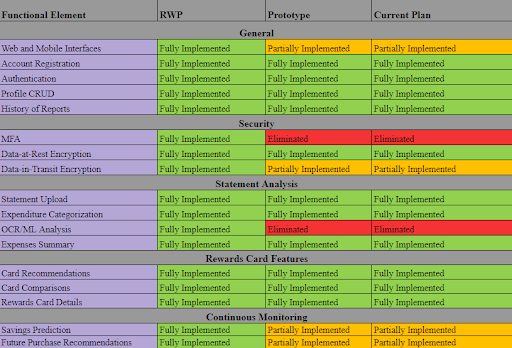 Functional Element RWP Prototype Current Plan
General
Web and Mobile Interfaces Fully Implemented Partially Implemented Partially Implemented
Account Registration Fully Implemented Fully Implemented Fully Implemented
Authentication Fully Implemented Fully Implemented Fully Implemented
Profile CRUD Fully Implemented Fully Implemented Fully Implemented
History of Reports Fully Implemented Fully Implemented Fully Implemented
Security
MFA Fully Implemented Eliminated Eliminated
Data-at-Rest Encryption Fully Implemented Fully Implemented Fully Implemented
Data-in-Transit Encryption Fully Implemented Partially Implemented Partially Implemented
Statement Analysis
Statement Upload Fully Implemented Fully Implemented Fully Implemented
Expenditure Categorization Fully Implemented Fully Implemented Fully Implemented
OCR/ML Analysis Fully Implemented Eliminated Eliminated
Expenses Summary Fully Implemented Fully Implemented Fully Implemented
Rewards Card Features
Card Recommendations Fully Implemented Fully Implemented Fully Implemented
Card Comparisons Fully Implemented Fully Implemented Fully Implemented
Rewards Card Details Fully Implemented Fully Implemented Fully Implemented
Continuous Monitoring
Savings Prediction Fully Implemented Partially Implemented Partially Implemented
Future Purchase Recommendations Fully Implemented Partially Implemented Partially Implemented